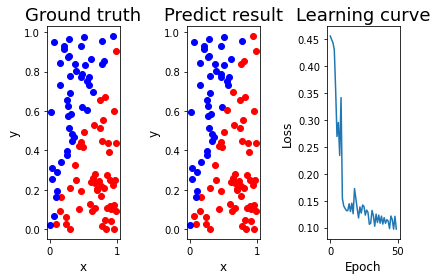 Ground truth
Predict result
Learning curve
1.0
0.8
0.6
0.4
0.2
0.0
y
0
1
x
1.0
0.8
0.6
0.4
0.2
0.0
y
0
1
x
0.45
0.40
0.35
0.30
0.25
0.20
0.15
0.10
Loss
0
50
Epoch